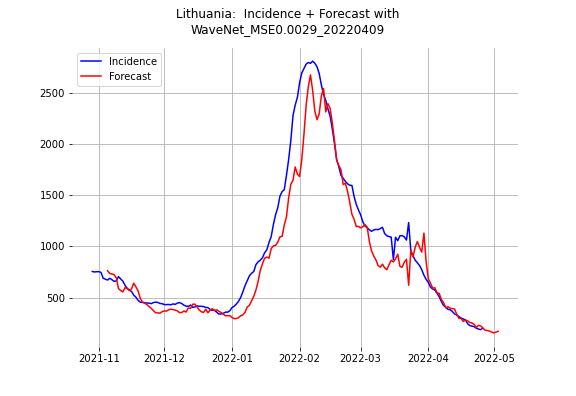 Lithuania: Incidence + Forecast with
WaveNet_MSE0.0029_20220409
Incidence
Forecast
2500
2000
1500
1000
500
2021-11 2021-12 2022-01 2022-02 2022-03 2022-04 2022-05